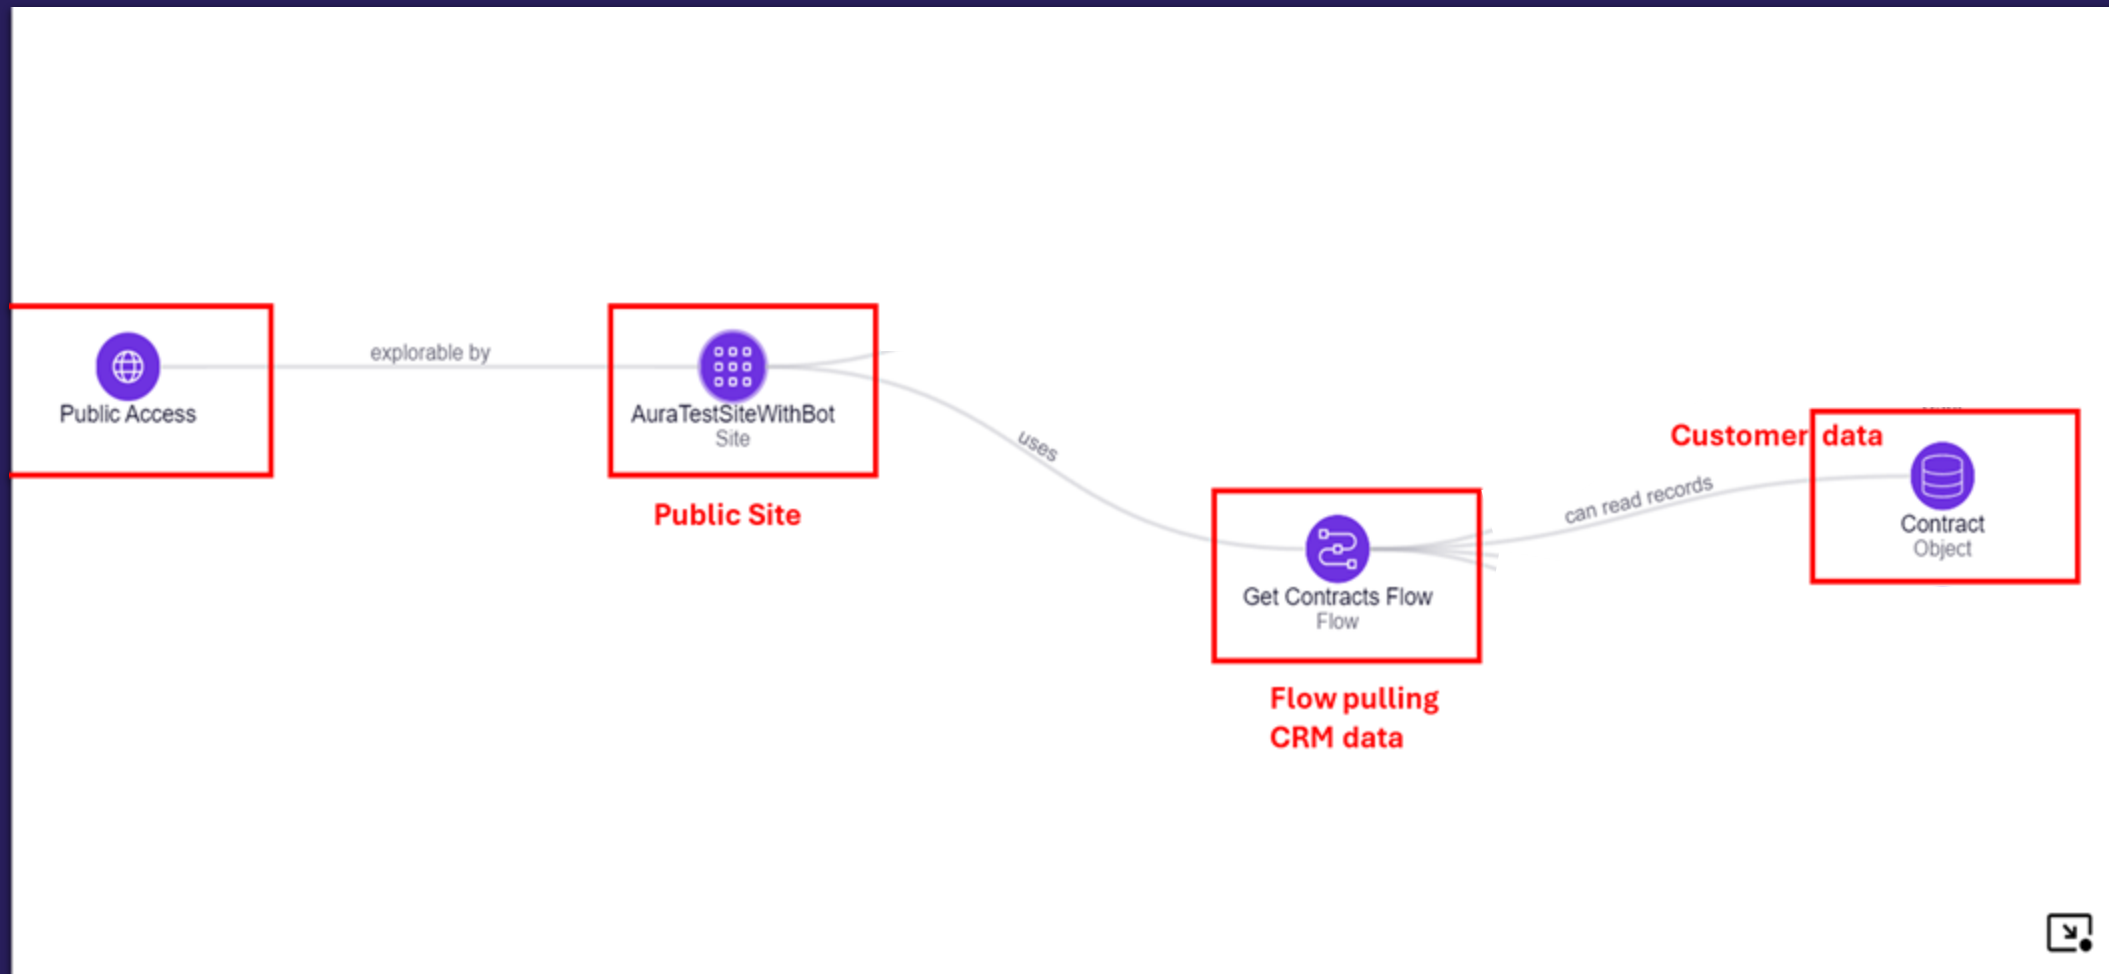 Public Access
explorable by
AuraTestSiteWithBot
Site
Public Site
uses
Get Contracts Flow
Flow
Flow pulling
CRM data
can read records
Customer data
Contract
Object